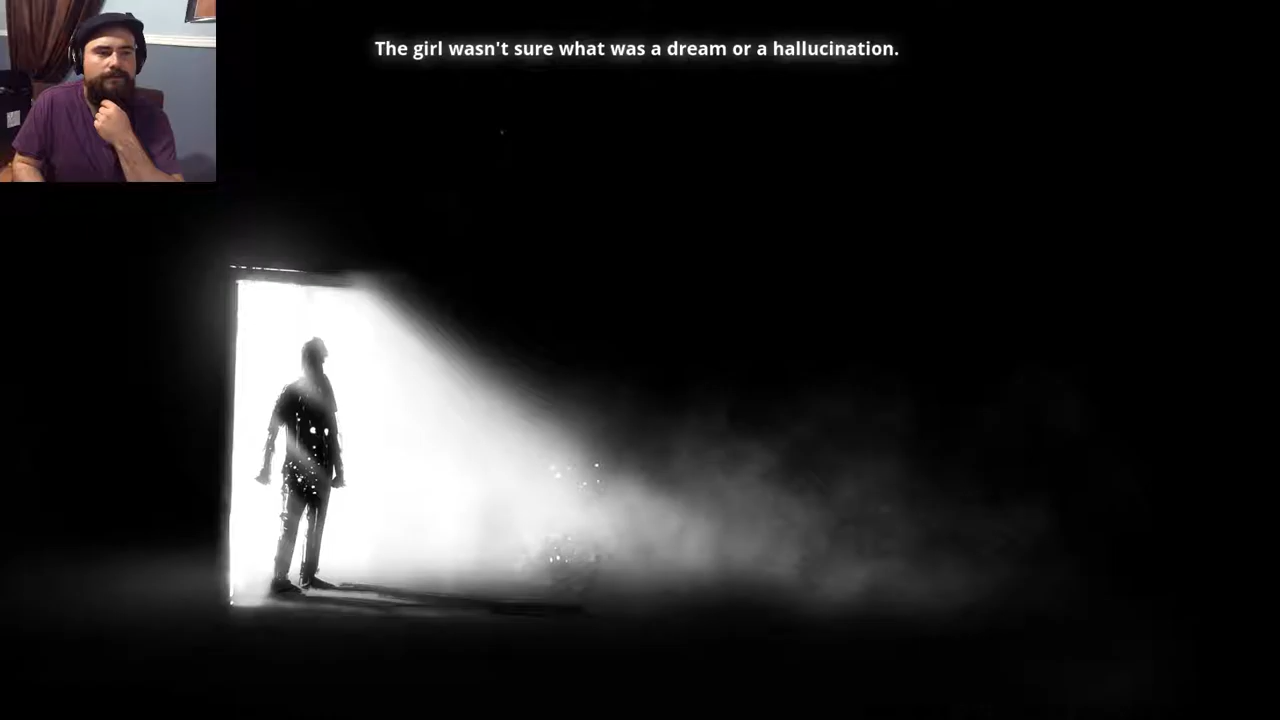 The girl wasn't sure what was a dream or a hallucination.